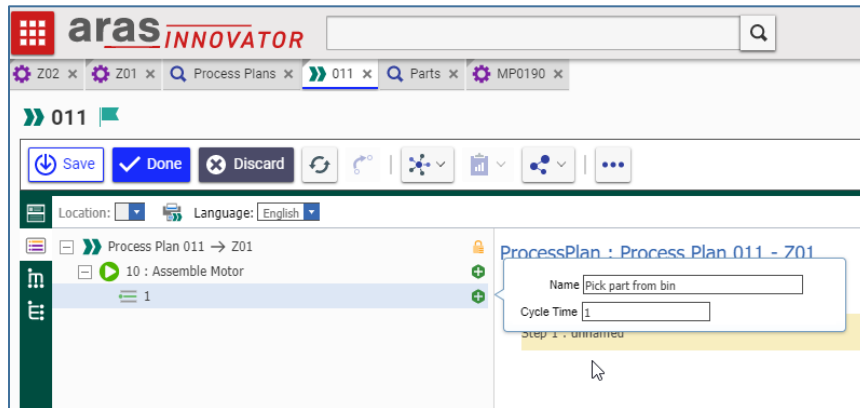 aras INNOVATOR
Z02 × Z01 × Process Plans × 011 × Parts × MP0190 ×
011
Save Done Discard
Location: Language: English
Process Plan 011 → Z01
10 : Assemble Motor
1
ProcessPlan : Process Plan 011 - Z01
Name Pick part from bin
Cycle Time 1
Step 1 : unnamed